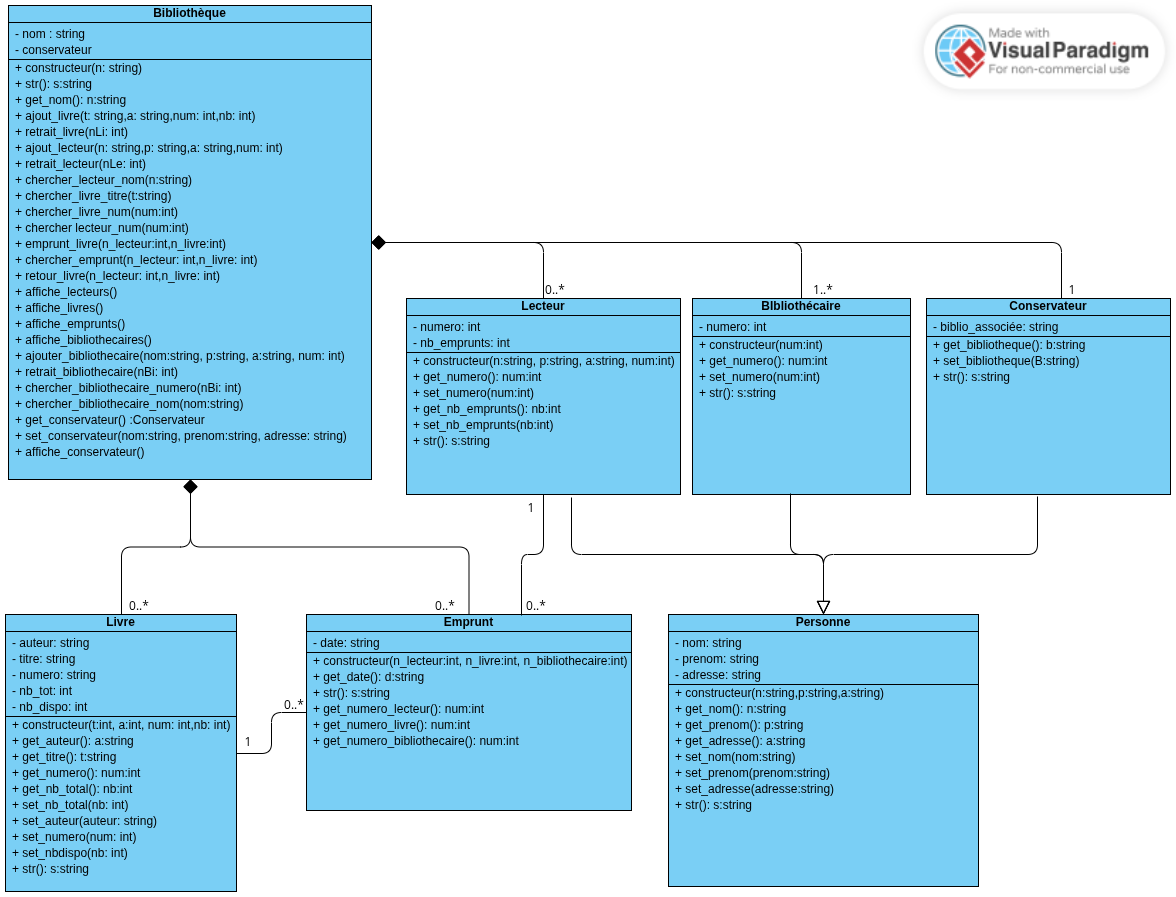 Bibliothèque
- nom : string
- conservateur
+ constructeur(n: string)
+ str(): s:string
+ get_nom(): n:string
+ ajout_livre(t: string,a: string,num: int,nb: int)
+ retrait_livre(nLi: int)
+ ajout_lecteur(n: string,p: string,a: string,num: int)
+ retrait_lecteur(nLe: int)
+ chercher_lecteur_nom(n:string)
+ chercher_livre_titre(t:string)
+ chercher_livre_num(num:int)
+ chercher lecteur_num(num:int)
+ emprunt_livre(n_lecteur:int,n_livre:int)
+ chercher_emprunt(n_lecteur: int,n_livre: int)
+ retour_livre(n_lecteur: int,n_livre: int)
+ affiche_lecteurs()
+ affiche_livres()
+ affiche_emprunts()
+ affiche_bibliothecaires()
+ ajouter_bibliothecaire(nom:string, p:string, a:string, num: int)
+ retrait_bibliothecaire(nBi: int)
+ chercher_bibliothecaire_numero(nBi: int)
+ chercher_bibliothecaire_nom(nom:string)
+ get_conservateur() :Conservateur
+ set_conservateur(nom:string, prenom:string, adresse: string)
+ affiche_conservateur()
Made with
VisualParadigm
For non-commercial use
0..*
1..*
1
Lecteur
- numero: int
- nb_emprunts: int
+ constructeur(n:string, p:string, a:string, num:int)
+ get_numero(): num:int
+ set_numero(num:int)
+ get_nb_emprunts(): nb:int
+ set_nb_emprunts(nb:int)
+ str(): s:string
BIbliothécaire
- numero: int
+ constructeur(num:int)
+ get_numero(): num:int
+ set_numero(num:int)
+ str(): s:string
Conservateur
- biblio_associée: string
+ get_bibliotheque(): b:string
+ set_bibliotheque(B:string)
+ str(): s:string
1
0..*
0..*
0..*
Livre
- auteur: string
- titre: string
- numero: string
- nb_tot: int
- nb_dispo: int
+ constructeur(t:int, a:int, num: int,nb: int)
+ get_auteur(): a:string
+ get_titre(): t:string
+ get_numero(): num:int
+ get_nb_total(): nb:int
+ set_nb_total(nb: int)
+ set_auteur(auteur: string)
+ set_numero(num: int)
+ set_nbdispo(nb: int)
+ str(): s:string
0..*
1
Emprunt
- date: string
+ constructeur(n_lecteur:int, n_livre:int, n_bibliothecaire:int)
+ get_date(): d:string
+ str(): s:string
+ get_numero_lecteur(): num:int
+ get_numero_livre(): num:int
+ get_numero_bibliothecaire(): num:int
Personne
- nom: string
- prenom: string
- adresse: string
+ constructeur(n:string,p:string,a:string)
+ get_nom(): n:string
+ get_prenom(): p:string
+ get_adresse(): a:string
+ set_nom(nom:string)
+ set_prenom(prenom:string)
+ set_adresse(adresse:string)
+ str(): s:string